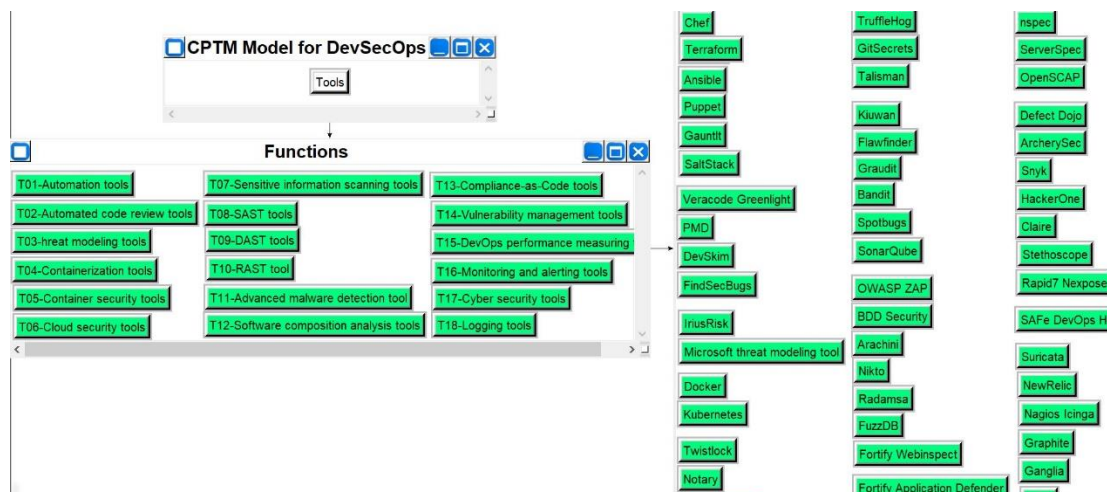 CPTM Model for DevSecOps
Tools
Functions
T01-Automation tools
T02-Automated code review tools
T03-hreat modeling tools
T04-Containerization tools
T05-Container security tools
T06-Cloud security tools
T07-Sensitive information scanning tools
T08-SAST tools
T09-DAST tools
T10-RAST tool
T11-Advanced malware detection tool
T12-Software composition analysis tools
T13-Compliance-as-Code tools
T14-Vulnerability management tools
T15-DevOps performance measuring
T16-Monitoring and alerting tools
T17-Cyber security tools
T18-Logging tools
Chef
Terraform
Ansible
Puppet
Gauntlt
SaltStack
Veracode Greenlight
PMD
DevSkim
FindSecBugs
IriusRisk
Microsoft threat modeling tool
Docker
Kubernetes
Twistlock
Notary
TruffleHog
GitSecrets
Talisman
Kiuwan
Flawfinder
Graudit
Bandit
Spotbugs
SonarQube
OWASP ZAP
BDD Security
Arachini
Nikto
Radamsa
FuzzDB
Fortify Webinspect
Fortify Application Defender
nspec
ServerSpec
OpenSCAP
Defect Dojo
ArcherySec
Snyk
HackerOne
Claire
Stethoscope
Rapid7 Nexpose
SAFe DevOps H
Suricata
NewRelic
Nagios Icinga
Graphite
Ganglia